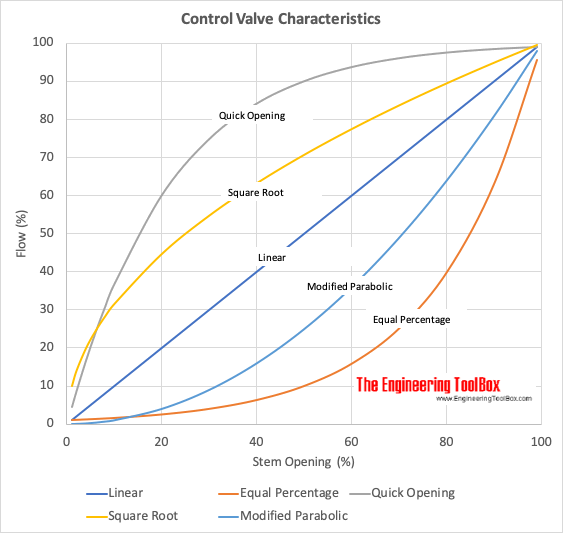 Control Valve Characteristics
100
90
80
70
60
50
40
30
20
10
0
Flow (%)
Quick Opening
Square Root
Linear
Modified Parabolic
Equal Percentage
The Engineering ToolBox
www.EngineeringToolBox.com
0 20 40 60 80 100
Stem Opening (%)
Linear Equal Percentage Quick Opening
Square Root Modified Parabolic